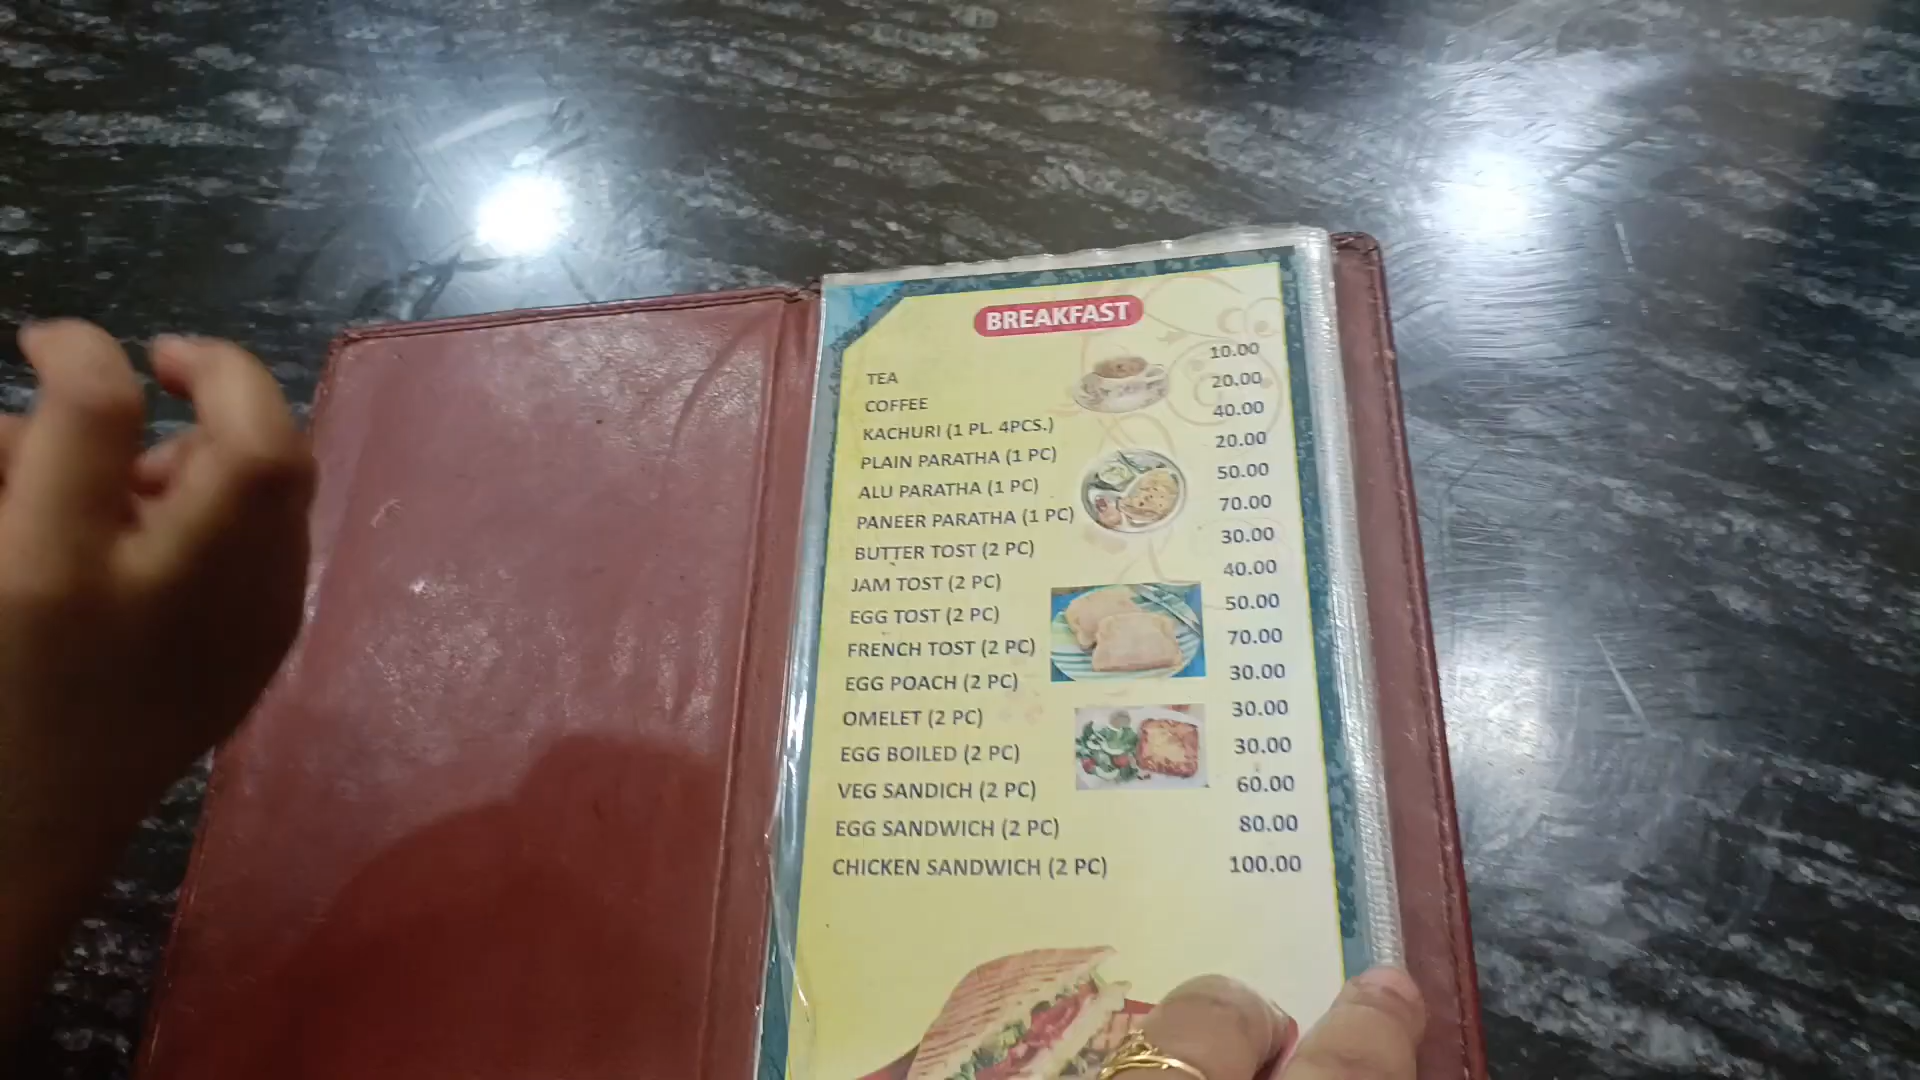 BREAKFAST
TEA 10.00
COFFEE 20.00
KACHURI (1 PL. 4PCS.) 40.00
PLAIN PARATHA (1 PC) 20.00
ALU PARATHA (1 PC) 50.00
PANEER PARATHA (1 PC) 70.00
BUTTER TOST (2 PC) 30.00
JAM TOST (2 PC) 40.00
EGG TOST (2 PC) 50.00
FRENCH TOST (2 PC) 70.00
EGG POACH (2 PC) 30.00
OMELET (2 PC) 30.00
EGG BOILED (2 PC) 30.00
VEG SANDICH (2 PC) 60.00
EGG SANDWICH (2 PC) 80.00
CHICKEN SANDWICH (2 PC) 100.00